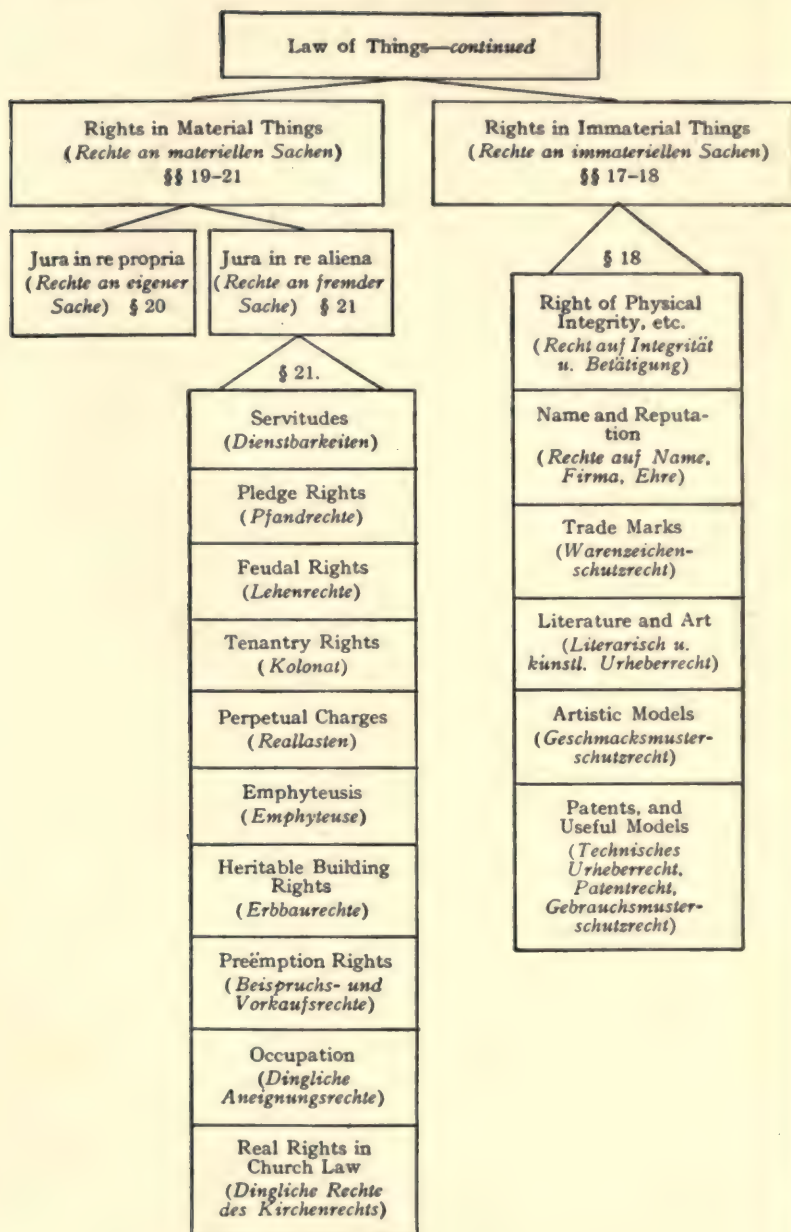 Law of Things—continued
Rights in Material Things
(Rechte an materiellen Sachen)
§§ 19–21
Rights in Immaterial Things
(Rechte an immateriellen Sachen)
§§ 17–18
Jura in re propria
(Rechte an eigener
Sache) § 20
Jura in re aliena
(Rechte an fremder
Sache) § 21
§ 21.
Servitudes
(Dienstbarkeiten)
Pledge Rights
(Pfandrechte)
Feudal Rights
(Lehenrechte)
Tenantry Rights
(Kolonat)
Perpetual Charges
(Reallasten)
Emphyteusis
(Emphyteuse)
Heritable Building
Rights
(Erbbaurechte)
Preëmption Rights
(Beispruchs- und
Vorkaufsrechte)
Occupation
(Dingliche
Aneignungsrechte)
Real Rights in
Church Law
(Dingliche Rechte
des Kirchenrechts)
§ 18
Right of Physical
Integrity, etc.
(Recht auf Integrität
u. Betätigung)
Name and Reputa-
tion
(Rechte auf Name,
Firma, Ehre)
Trade Marks
(Warenzeichen-
schutzrecht)
Literature and Art
(Literarisch u.
künstl. Urheberrecht)
Artistic Models
(Geschmacksmuster-
schutzrecht)
Patents, and
Useful Models
(Technisches
Urheberrecht,
Patentrecht,
Gebrauchsmuster-
schutzrecht)